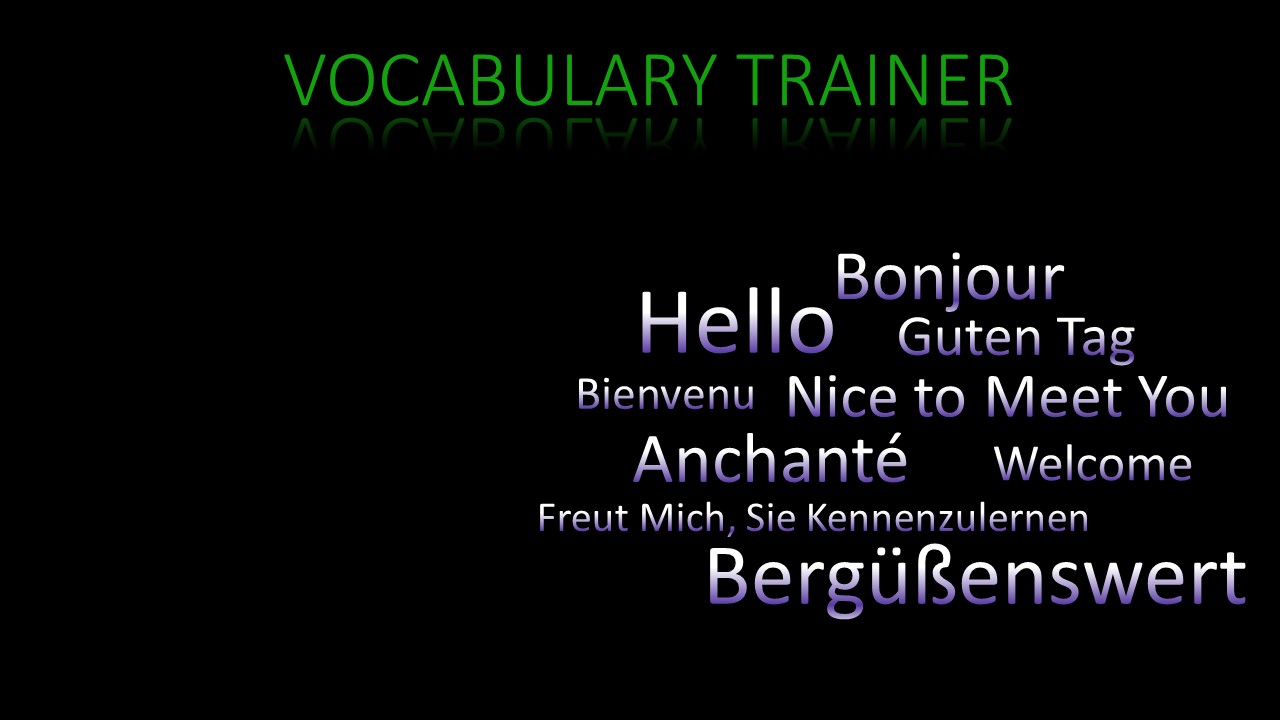 VOCABULARY TRAINER
Bonjour
Hello
Guten Tag
Bienvenu
Nice to Meet You
Anchanté
Welcome
Freut Mich, Sie Kennenzulernen
Bergüßenswert